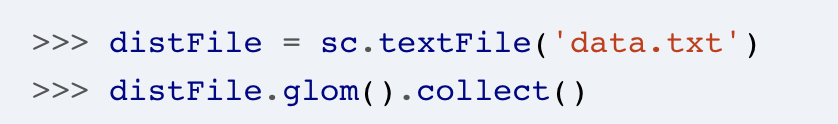 >>> distFile = sc.textFile('data.txt')
>>> distFile.glom().collect()